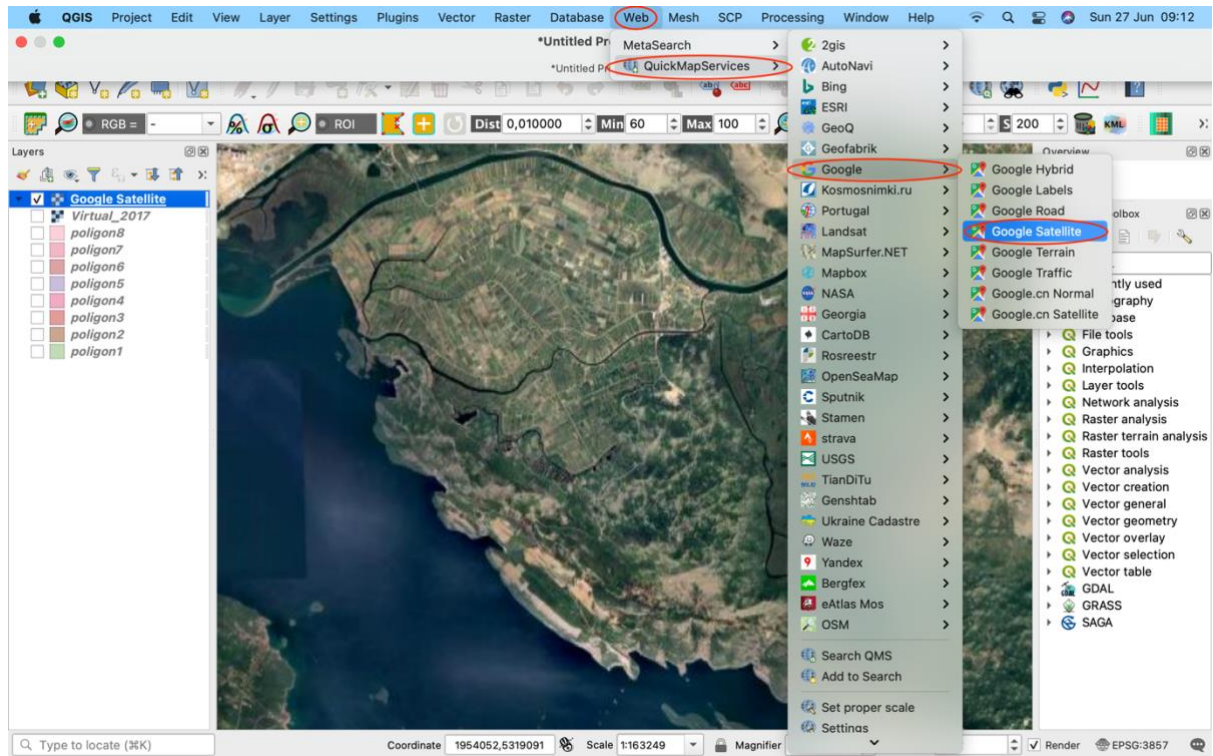 QGIS Project Edit View Layer Settings Plugins Vector Raster Database Web Mesh SCP Processing Window Help Sun 27 Jun 09:12
*Untitled Pr
*Untitled Pr
MetaSearch
QuickMapServices
RGB = -
ROI
Dist 0,010000 Min 60 Max 100
S 200
KML
Layers
Google Satellite
Virtual_2017
poligon8
poligon7
poligon6
poligon5
poligon4
poligon3
poligon2
poligon1
2gis
AutoNavi
Bing
ESRI
GeoQ
Geofabrik
Google
Kosmosnimki.ru
Portugal
Landsat
MapSurfer.NET
Mapbox
NASA
Georgia
CartoDB
Rosreestr
OpenSeaMap
Sputnik
Stamen
strava
USGS
TianDiTu
Genshtab
Ukraine Cadastre
Waze
Yandex
Bergfex
eAtlas Mos
OSM
Search QMS
Add to Search
Set proper scale
Settings
Google Hybrid
Google Labels
Google Road
Google Satellite
Google Terrain
Google Traffic
Google.cn Normal
Google.cn Satellite
Overview
olbox
ntly used
graphy
base
File tools
Graphics
Interpolation
Layer tools
Network analysis
Raster analysis
Raster terrain analysis
Raster tools
Vector analysis
Vector creation
Vector general
Vector geometry
Vector overlay
Vector selection
Vector table
GDAL
GRASS
SAGA
Type to locate (⌘K) Coordinate 1954052,5319091 Scale 1:163249 Magnifier Render EPSG:3857